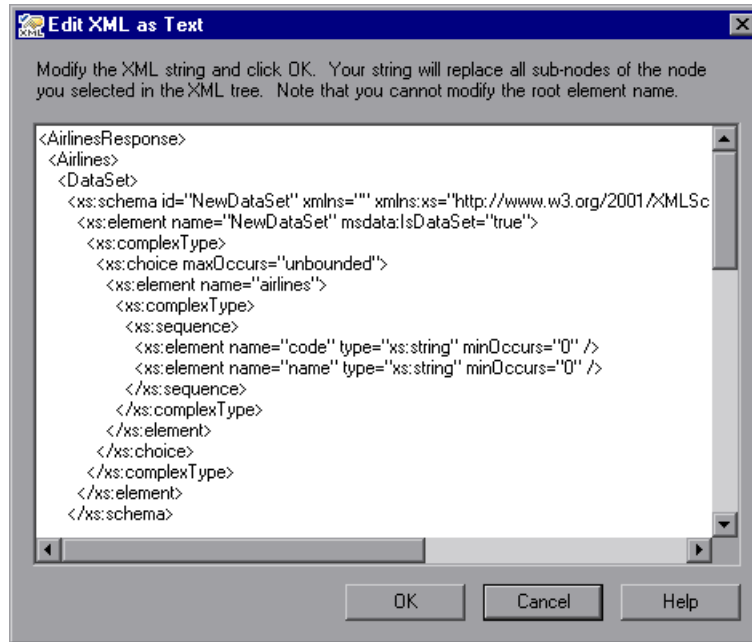 XML Edit XML as Text
Modify the XML string and click OK. Your string will replace all sub-nodes of the node
you selected in the XML tree. Note that you cannot modify the root element name.
<AirlinesResponse>
<Airlines>
<DataSet>
<xs:schema id="NewDataSet" xmlns="" xmlns:xs="http://www.w3.org/2001/XMLSc
<xs:element name="NewDataSet" msdata:IsDataSet="true">
<xs:complexType>
<xs:choice maxOccurs="unbounded">
<xs:element name="airlines">
<xs:complexType>
<xs:sequence>
<xs:element name="code" type="xs:string" minOccurs="0" />
<xs:element name="name" type="xs:string" minOccurs="0" />
</xs:sequence>
</xs:complexType>
</xs:element>
</xs:choice>
</xs:complexType>
</xs:element>
</xs:schema>
OK Cancel Help